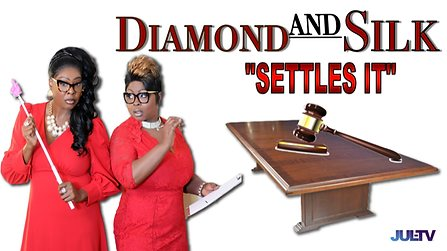 DIAMOND AND SILK
"SETTLES IT"
JULTV